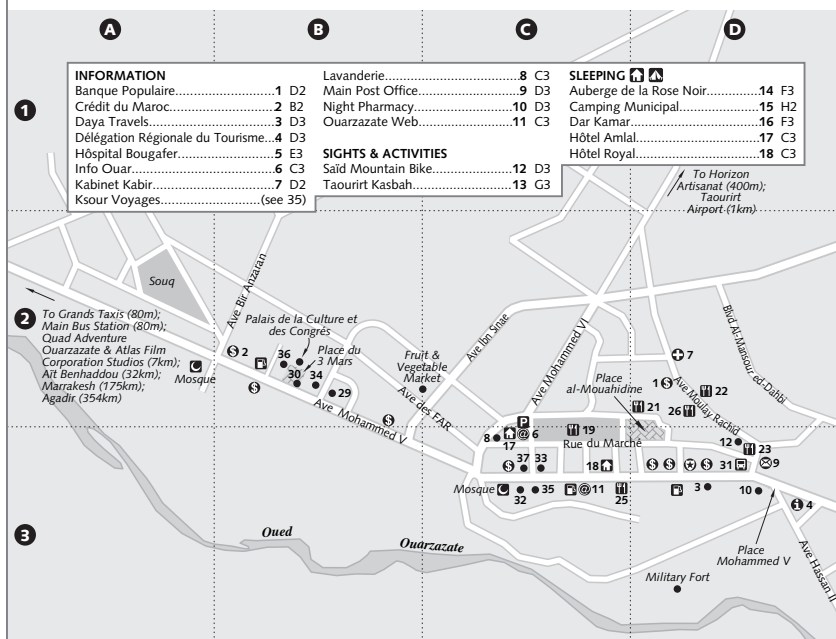 A
B
C
D
1
2
3
INFORMATION
Banque Populaire...........................1 D2
Crédit du Maroc.............................2 B2
Daya Travels...................................3 D3
Délégation Régionale du Tourisme...4 D3
Hôspital Bougafer...........................5 E3
Info Ouar........................................6 C3
Kabinet Kabir..................................7 D2
Ksour Voyages.........................(see 35)
Lavanderie......................................8 C3
Main Post Office..............................9 D3
Night Pharmacy.............................10 D3
Ouarzazate Web............................11 C3
SIGHTS & ACTIVITIES
Saïd Mountain Bike........................12 D3
Taourirt Kasbah.............................13 G3
SLEEPING
Auberge de la Rose Noir................14 F3
Camping Municipal........................15 H2
Dar Kamar.....................................16 F3
Hôtel Amlal...................................17 C3
Hôtel Royal...................................18 C3
To Horizon
Artisanat (400m);
Taourirt
Airport (1km)
Souq
Ave Bir Anzaran
To Grands Taxis (80m);
Main Bus Station (80m);
Quad Adventure
Ouarzazate & Atlas Film
Corporation Studios (7km);
Aït Benhaddou (32km);
Marrakesh (175km);
Agadir (354km)
Mosque
2
Palais de la Culture et
des Congrès
Place du
3 Mars
36
30
34
29
Ave Mohammed V
Fruit &
Vegetable
Market
Ave des FAR
Ave Ibn Sinae
Ave Mohammed VI
Place
al-Mouahidine
Blvd Al-Mansour ed-Dahbi
Ave Moulay Rachid
7
1
22
21
26
P
8
17
@ 6
19
Rue du Marché
12
23
37
33
18
31
9
Mosque
32
35
@ 11
25
3
10
4
Oued
Ouarzazate
Place
Mohammed V
Military Fort
Ave Hassan II